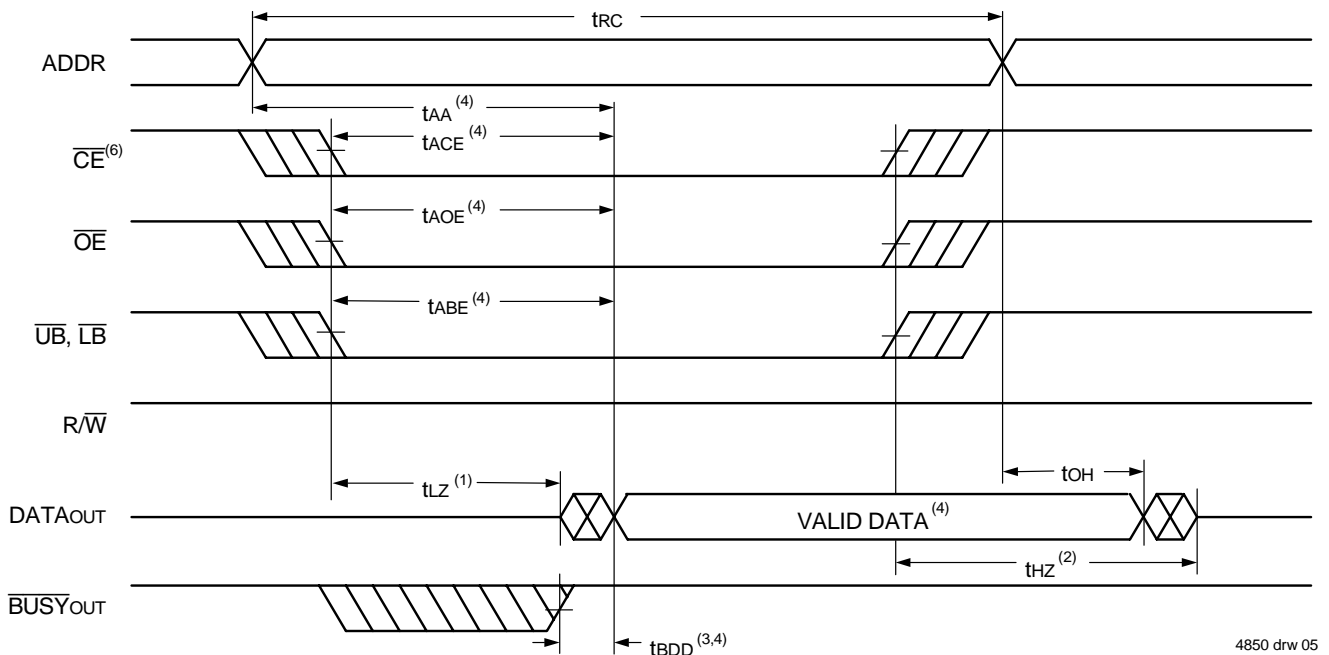 tRC
ADDR
tAA (4)
tACE (4)
CE(6)
tAOE (4)
OE
tABE (4)
UB, LB
R/W
tOH
tLZ (1)
DATAOUT
VALID DATA(4)
tHZ (2)
BUSYOUT
tBDD (3,4)
4850 drw 05